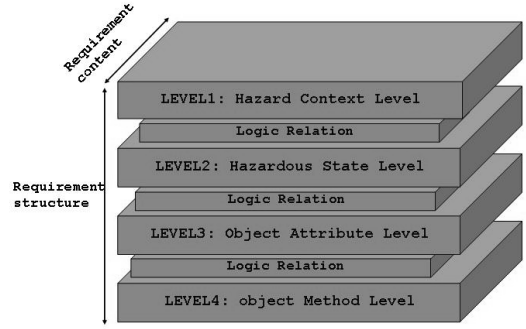 Requirement
content
LEVEL1: Hazard Context Level
Logic Relation
LEVEL2: Hazardous State Level
Requirement
structure
Logic Relation
LEVEL3: Object Attribute Level
Logic Relation
LEVEL4: object Method Level